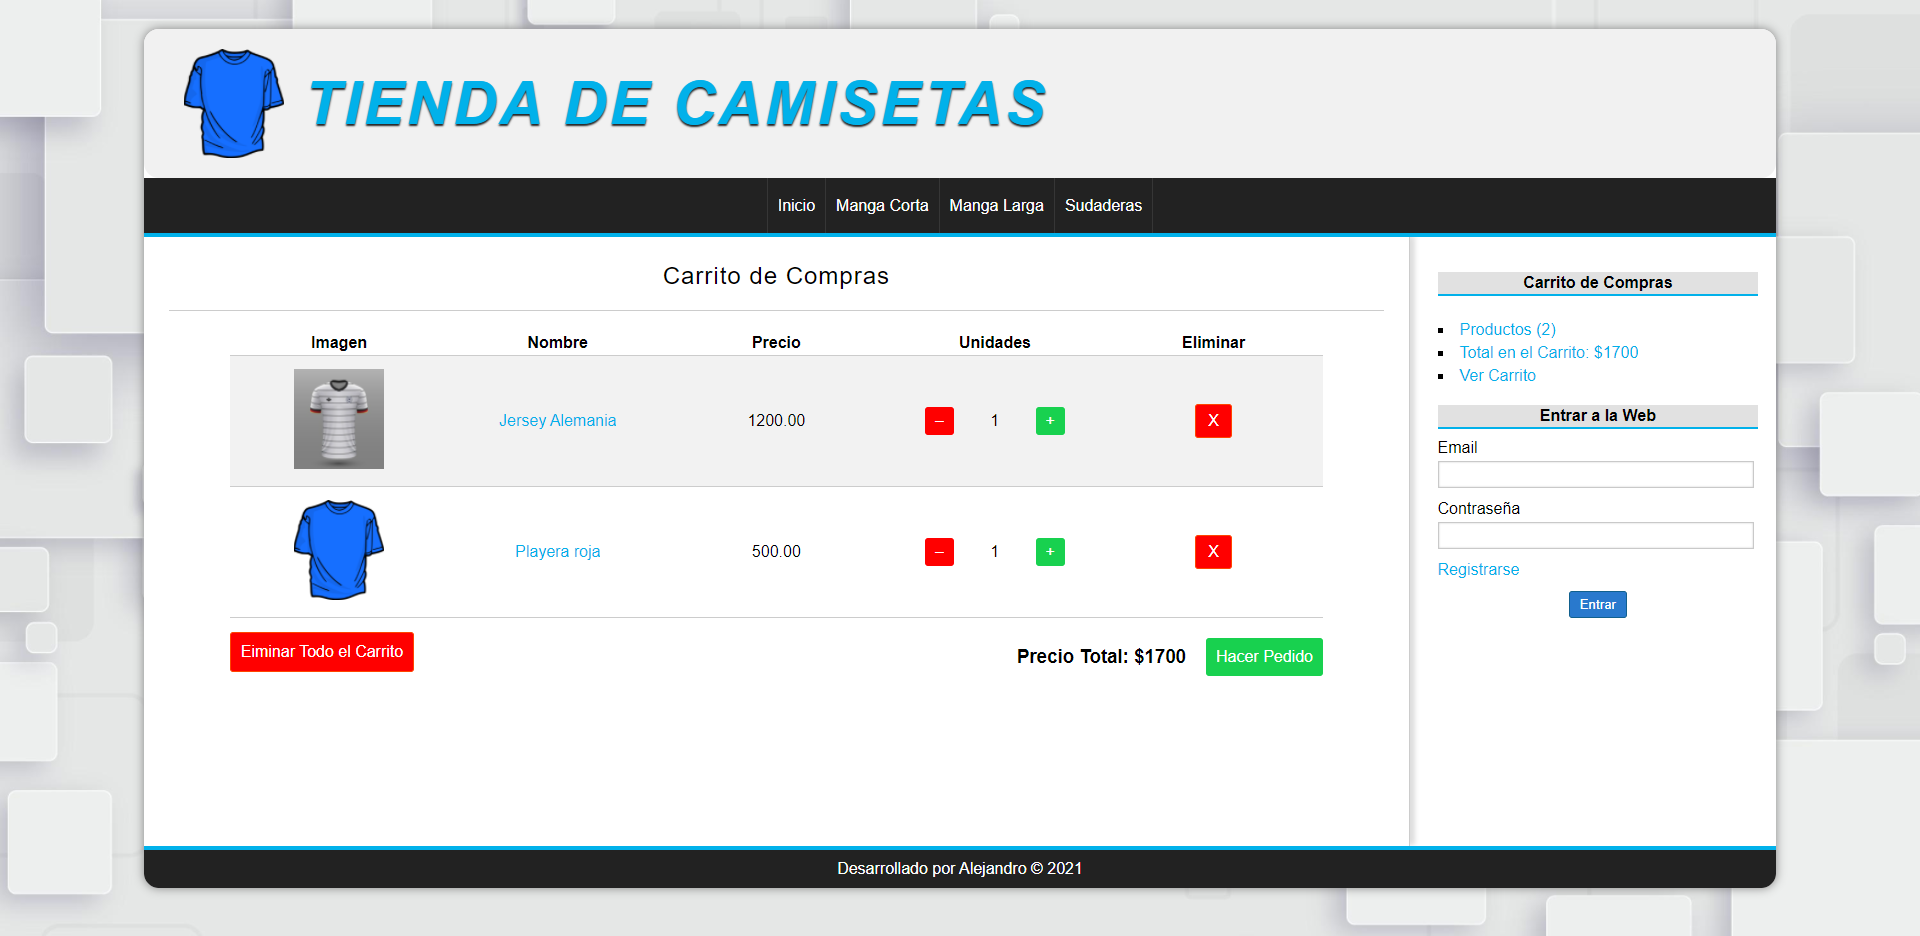 TIENDA DE CAMISETAS
Inicio Manga Corta Manga Larga Sudaderas
Carrito de Compras
Imagen Nombre Precio Unidades Eliminar
Jersey Alemania 1200.00 – 1 + X
Playera roja 500.00 – 1 + X
Eiminar Todo el Carrito Precio Total: $1700 Hacer Pedido
Carrito de Compras
Productos (2)
Total en el Carrito: $1700
Ver Carrito
Entrar a la Web
Email
Contraseña
Registrarse
Entrar
Desarrollado por Alejandro © 2021